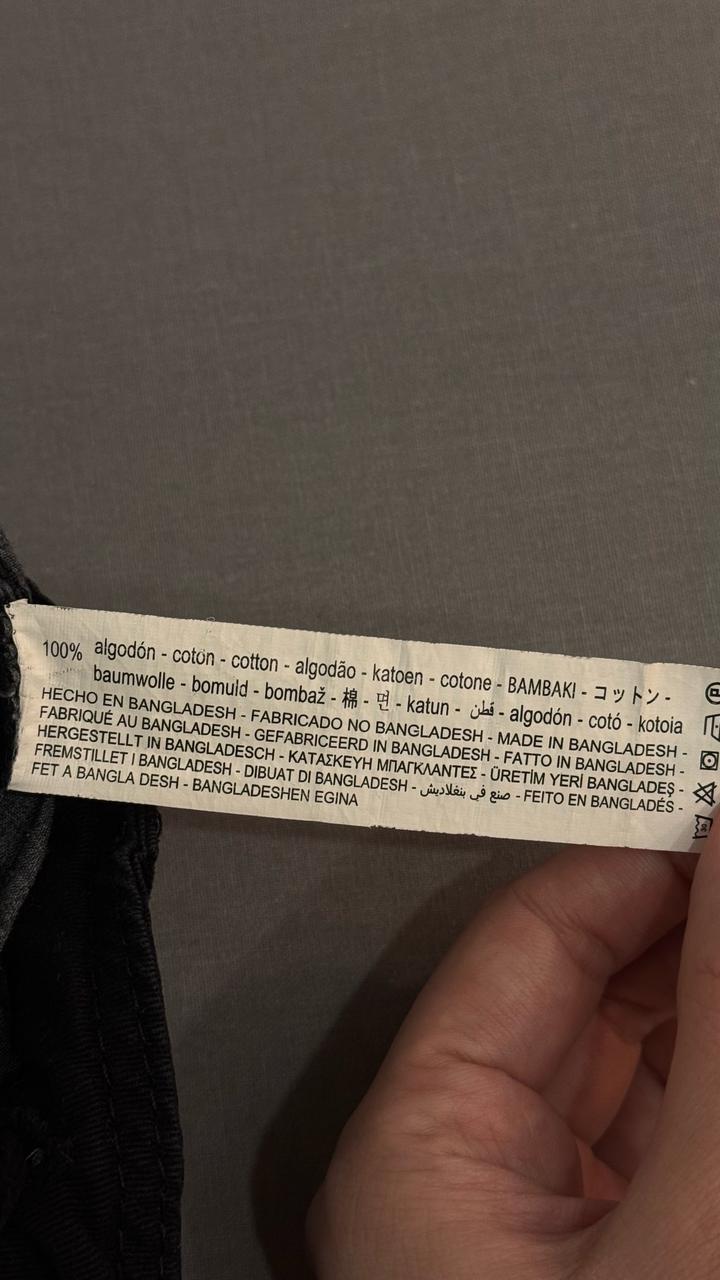 100% algodón - coton - cotton - algodão - katoen - cotone - BAMBAKI - コットン -
baumwolle - bomuld - bombaž - 棉 - 면 - katun - قطن - algodón - cotó - kotoia
HECHO EN BANGLADESH - FABRICADO NO BANGLADESH - MADE IN BANGLADESH -
FABRIQUÉ AU BANGLADESH - GEFABRICEERD IN BANGLADESH - FATTO IN BANGLADESH -
HERGESTELLT IN BANGLADESCH - ΚΑΤΑΣΚΕΥΗ ΜΠΑΓΚΛΑΝΤΕΣ - ÜRETİM YERİ BANGLADEŞ -
FREMSTILLET I BANGLADESH - DIBUAT DI BANGLADESH - صنع في بنغلاديش - FEITO EN BANGLADÉS -
FET A BANGLA DESH - BANGLADESHEN EGINA